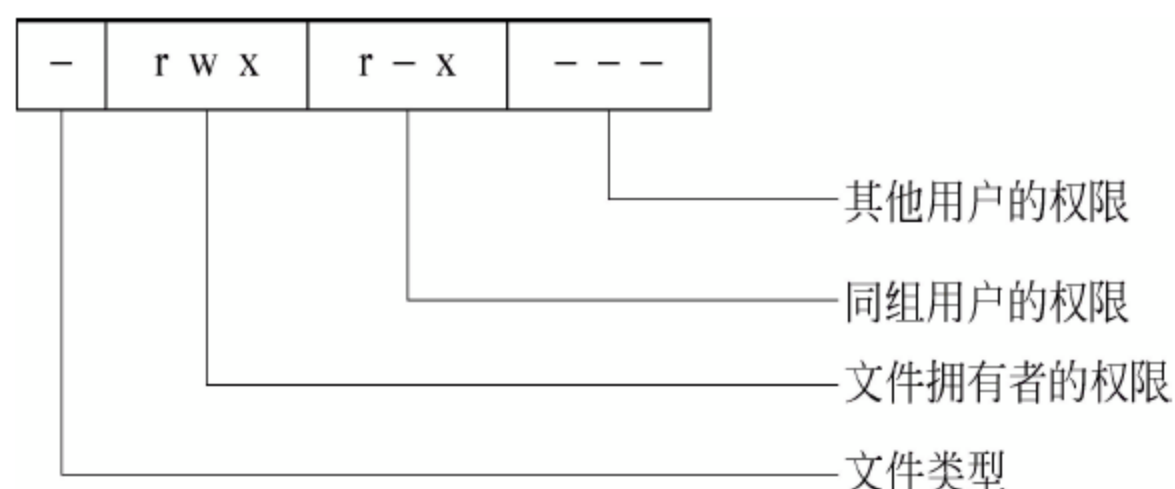 - r w x r - x - - -
其他用户的权限
同组用户的权限
文件拥有者的权限
文件类型